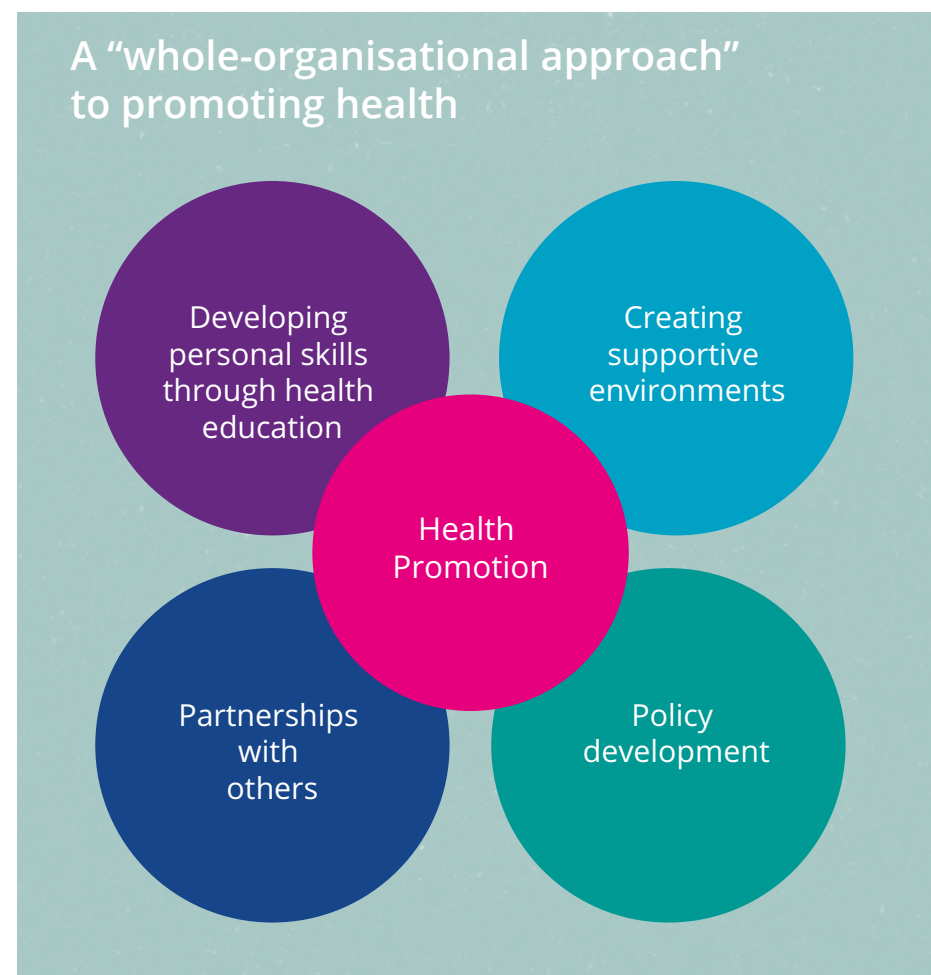 A “whole-organisational approach”
to promoting health
Developing
personal skills
through health
education
Creating
supportive
environments
Health
Promotion
Partnerships
with
others
Policy
development